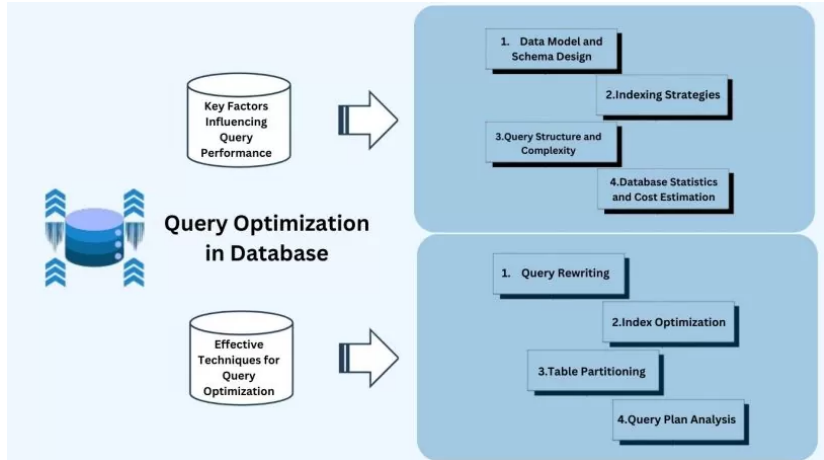 Key Factors
Influencing
Query
Performance
1. Data Model and
Schema Design
2.Indexing Strategies
3.Query Structure and
Complexity
4.Database Statistics
and Cost Estimation
Query Optimization
in Database
Effective
Techniques for
Query
Optimization
1. Query Rewriting
2.Index Optimization
3.Table Partitioning
4.Query Plan Analysis